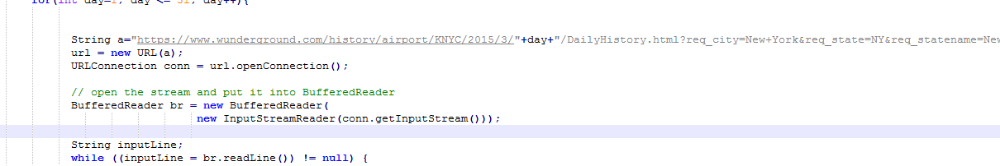 for(int day=1; day <= 31; day++){
String a="https://www.wunderground.com/history/airport/KNYC/2015/3/"+day+"/DailyHistory.html?req_city=New+York&req_state=NY&req_statename=New
url = new URL(a);
URLConnection conn = url.openConnection();
// open the stream and put it into BufferedReader
BufferedReader br = new BufferedReader(
new InputStreamReader(conn.getInputStream()));
String inputLine;
while ((inputLine = br.readLine()) != null) {